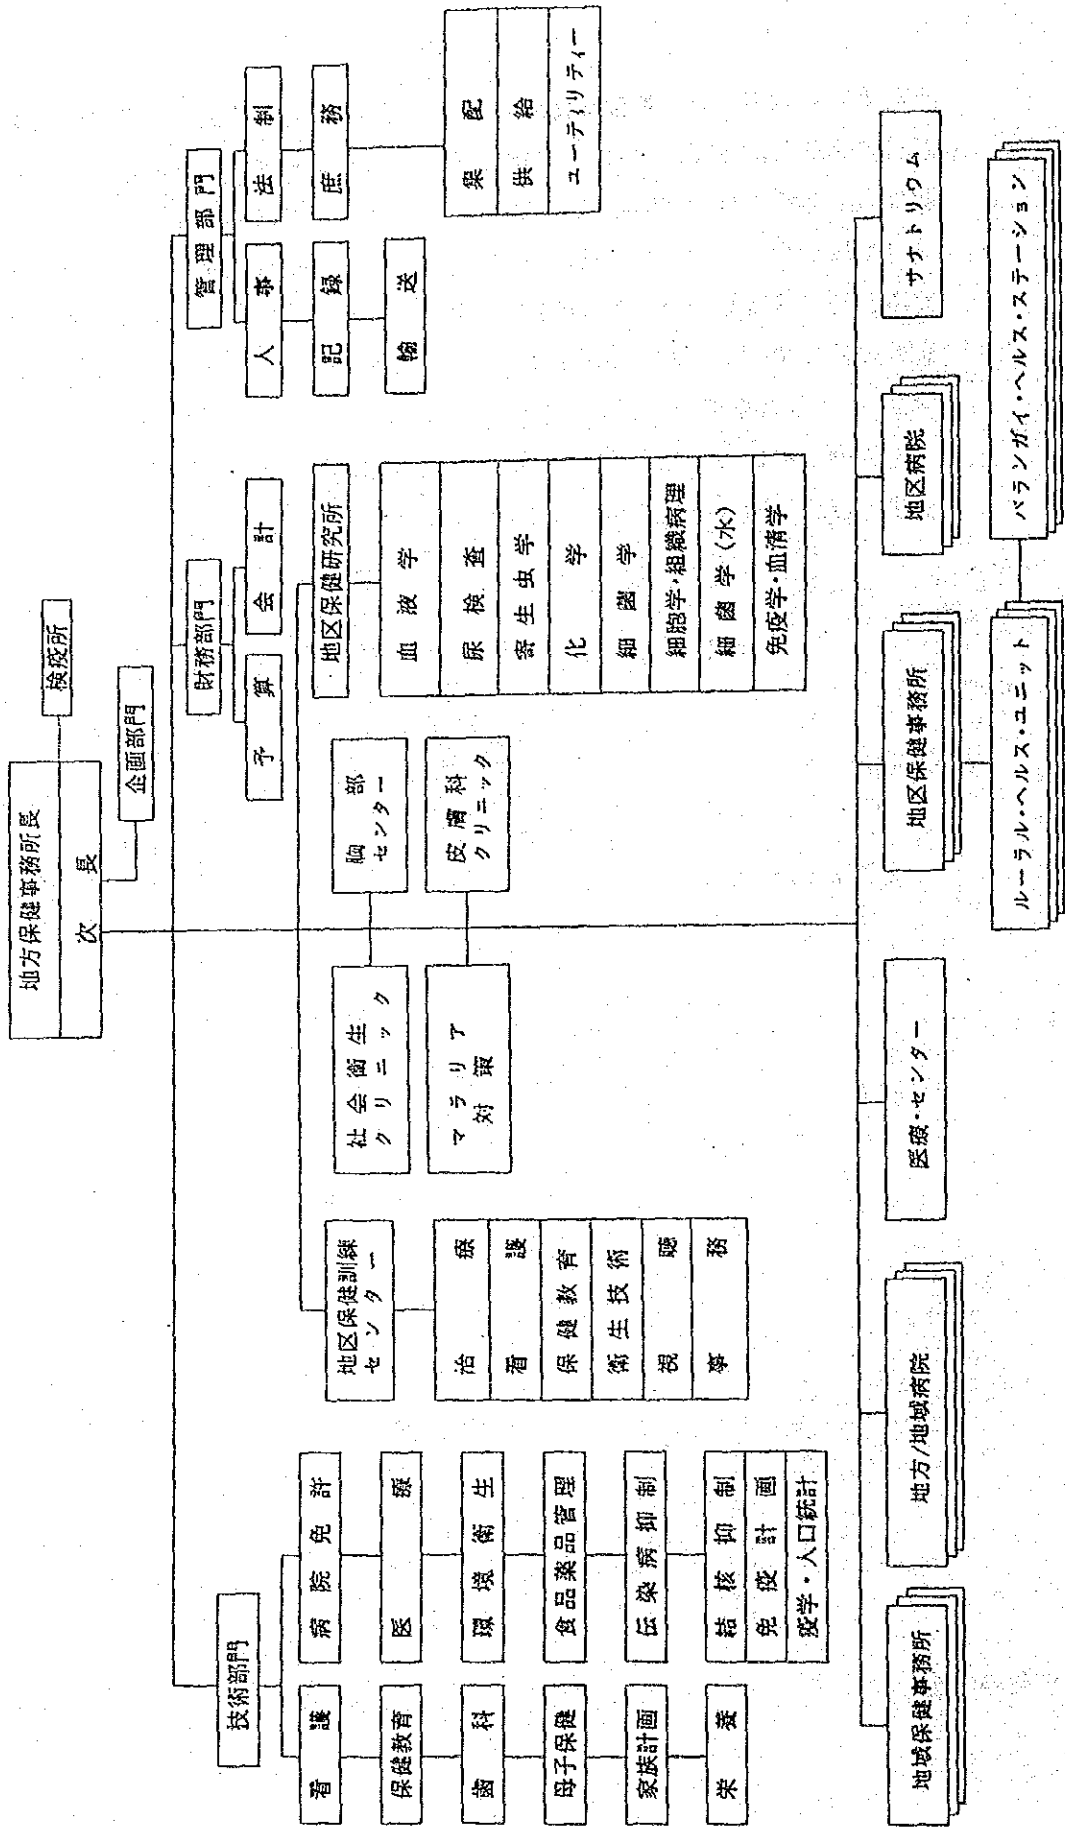 地方保健事務所長
次長
検疫所
企画部門
技術部門
財務部門
管理部門
看護
保健教育
歯科
母子保健
家族計画
栄養
病院免許
医療
環境衛生
食品薬品管理
伝染病抑制
結核抑制
免疫計画
疫学・人口統計
予算
会計
人事
記録
輸送
法制
庶務
集配
供給
ユーティリティー
地区保健訓練
センター
治療
看護
保健教育
衛生技術
視聴
事務
社会衛生
クリニック
胸部
センター
マラリア
対策
皮膚科
クリニック
地区保健研究所
血液学
尿検査
寄生虫学
化学
細菌学
細胞学・組織病理
細菌学(水)
免疫学・血清学
地域保健事務所
地方/地域病院
医療・センター
地区保健事務所
地区病院
サナトリウム
ルーラル・ヘルス・ユニット
バランガイ・ヘルス・ステーション